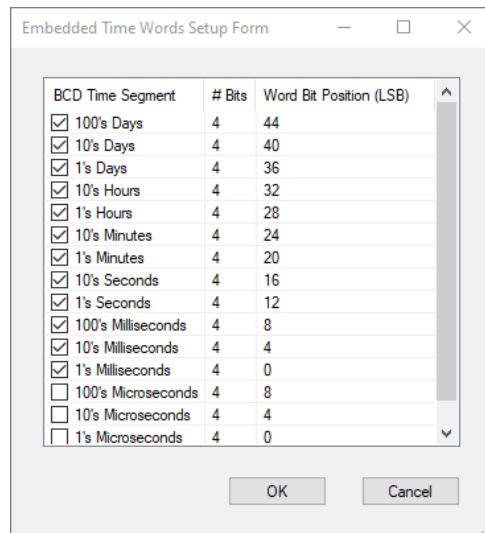 Embedded Time Words Setup Form
BCD Time Segment # Bits Word Bit Position (LSB)
100's Days 4 44
10's Days 4 40
1's Days 4 36
10's Hours 4 32
1's Hours 4 28
10's Minutes 4 24
1's Minutes 4 20
10's Seconds 4 16
1's Seconds 4 12
100's Milliseconds 4 8
10's Milliseconds 4 4
1's Milliseconds 4 0
100's Microseconds 4 8
10's Microseconds 4 4
1's Microseconds 4 0
OK Cancel